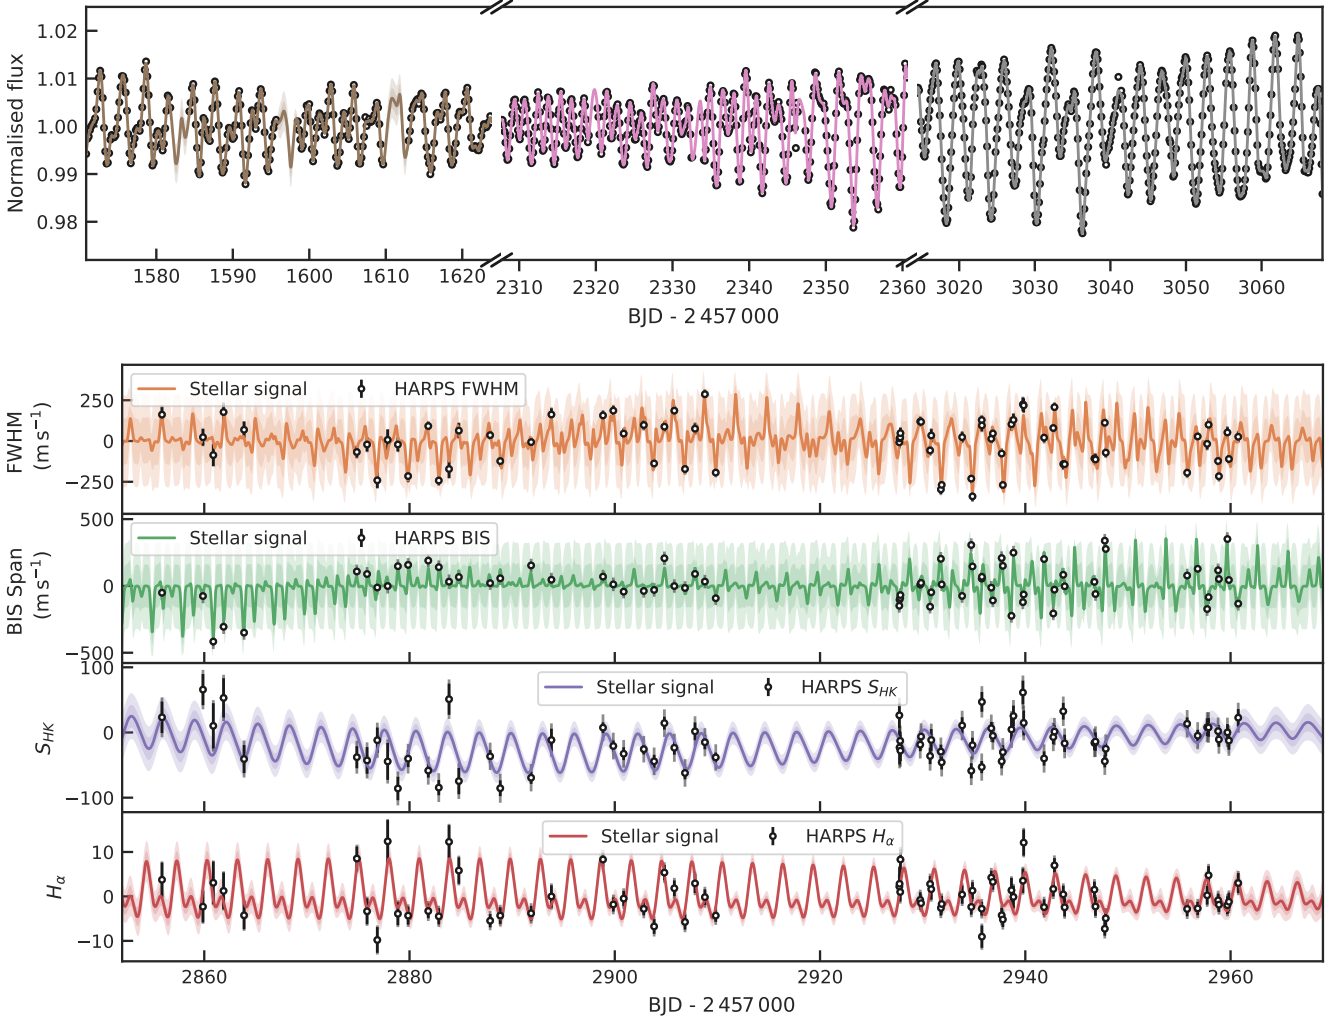 Normalised flux
1.02
1.01
1.00
0.99
0.98
1580 1590 1600 1610 1620 2310 2320 2330 2340 2350 2360 3020 3030 3040 3050 3060
BJD - 2 457 000
FWHM
(m s⁻¹)
250
0
−250
Stellar signal HARPS FWHM
BIS Span
(m s⁻¹)
500
0
−500
Stellar signal HARPS BIS
S_HK
100
0
−100
Stellar signal HARPS S_HK
H_α
10
0
−10
Stellar signal HARPS H_α
2860 2880 2900 2920 2940 2960
BJD - 2 457 000